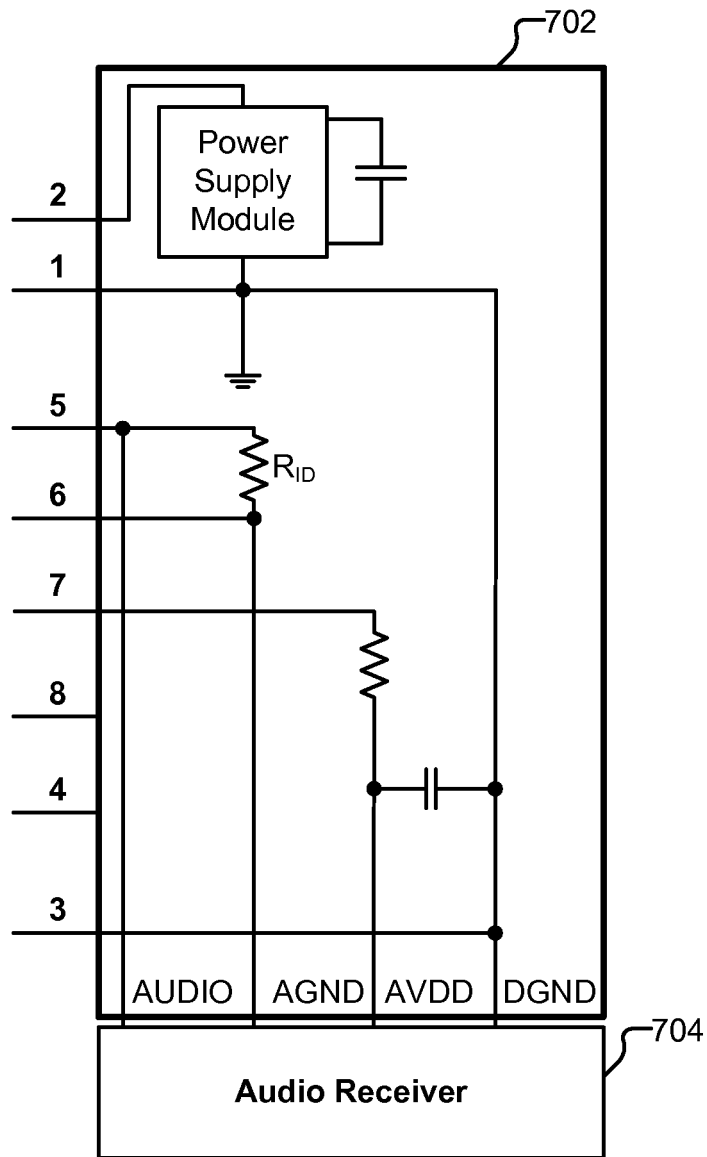 702
Power
Supply
Module
2
1
5
R_ID
6
7
8
4
3
AUDIO AGND AVDD DGND
704
Audio Receiver